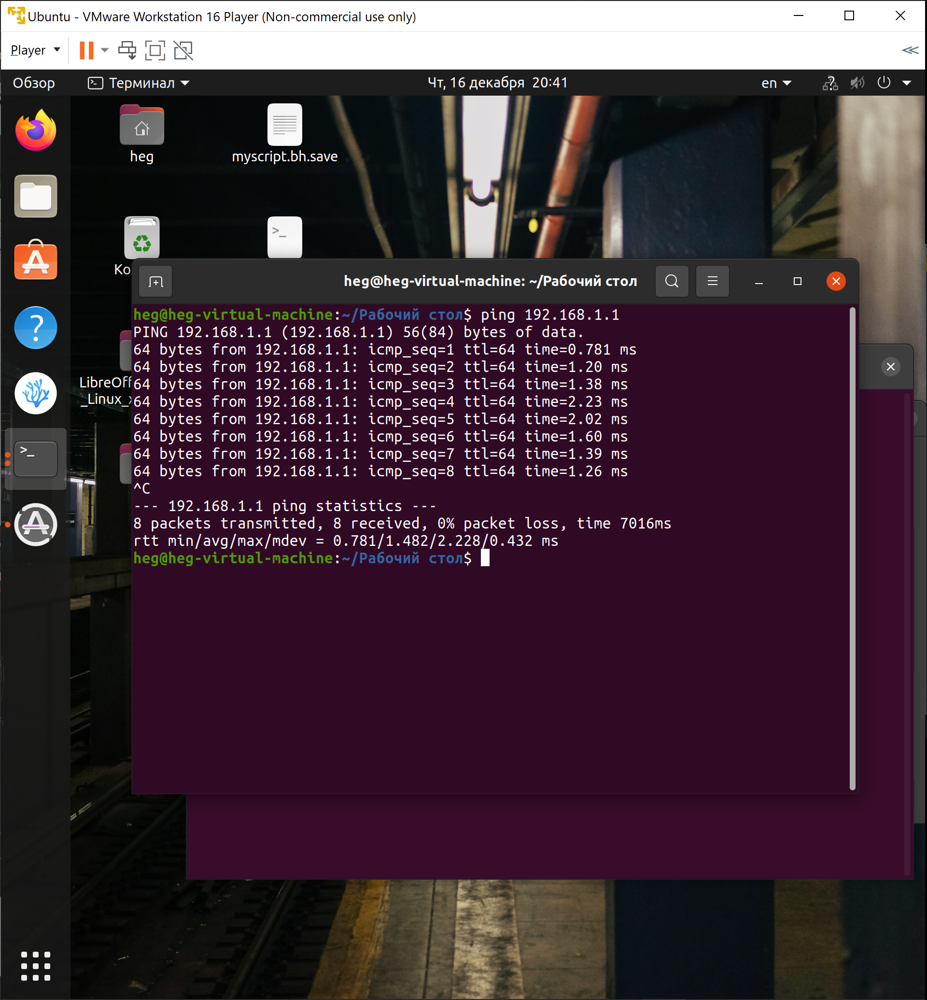 Ubuntu - VMware Workstation 16 Player (Non-commercial use only)
Player
Обзор
Терминал
Чт, 16 декабря 20:41
en
heg
myscript.bh.save
Ко
LibreOff
_Linux_x
heg@heg-virtual-machine: ~/Рабочий стол
heg@heg-virtual-machine:~/Рабочий стол$ ping 192.168.1.1
PING 192.168.1.1 (192.168.1.1) 56(84) bytes of data.
64 bytes from 192.168.1.1: icmp_seq=1 ttl=64 time=0.781 ms
64 bytes from 192.168.1.1: icmp_seq=2 ttl=64 time=1.20 ms
64 bytes from 192.168.1.1: icmp_seq=3 ttl=64 time=1.38 ms
64 bytes from 192.168.1.1: icmp_seq=4 ttl=64 time=2.23 ms
64 bytes from 192.168.1.1: icmp_seq=5 ttl=64 time=2.02 ms
64 bytes from 192.168.1.1: icmp_seq=6 ttl=64 time=1.60 ms
64 bytes from 192.168.1.1: icmp_seq=7 ttl=64 time=1.39 ms
64 bytes from 192.168.1.1: icmp_seq=8 ttl=64 time=1.26 ms
^C
--- 192.168.1.1 ping statistics ---
8 packets transmitted, 8 received, 0% packet loss, time 7016ms
rtt min/avg/max/mdev = 0.781/1.482/2.228/0.432 ms
heg@heg-virtual-machine:~/Рабочий стол$